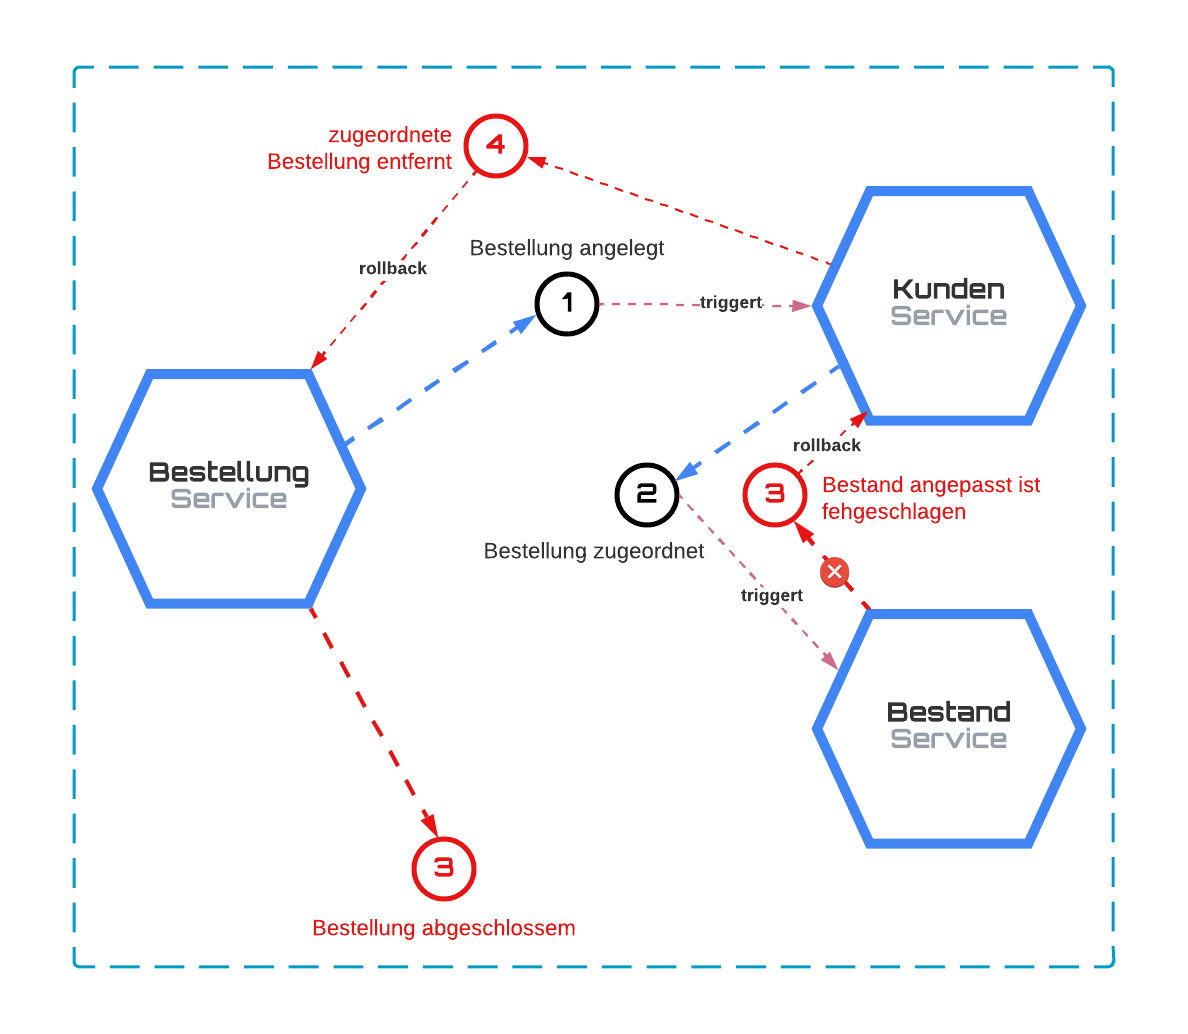 zugeordnete
Bestellung entfernt
4
rollback
Bestellung angelegt
1
triggert
Kunden
Service
Bestellung
Service
2
Bestellung zugeordnet
triggert
rollback
3
Bestand angepasst ist
fehgeschlagen
Bestand
Service
3
Bestellung abgeschlossem